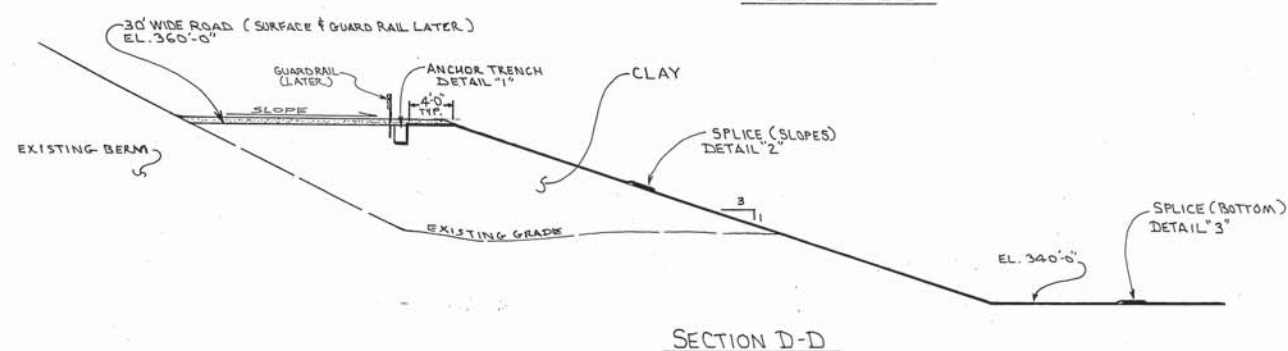 30' WIDE ROAD (SURFACE & GUARD RAIL LATER)
EL. 360'-0"
GUARDRAIL
(LATER)
ANCHOR TRENCH
DETAIL "1"
CLAY
SLOPE
4'-0"
TYP.
EXISTING BERM
SPLICE (SLOPES)
DETAIL "2"
3
1
EXISTING GRADE
SPLICE (BOTTOM)
DETAIL "3"
EL. 340'-0"
SECTION D-D